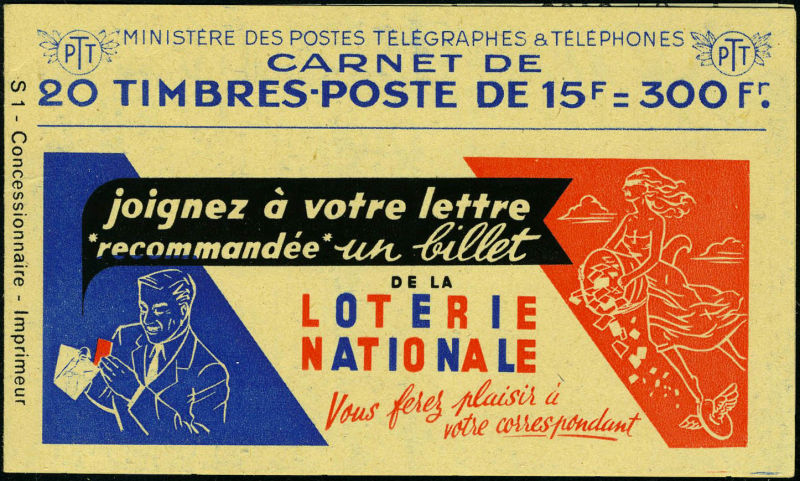 PTT MINISTÈRE DES POSTES TÉLÉGRAPHES & TÉLÉPHONES PTT
CARNET DE
20 TIMBRES-POSTE DE 15F = 300 Fr.
S 1 - Concessionnaire - Imprimeur
joignez à votre lettre
*recommandée* un billet
DE LA
LOTERIE
NATIONALE
Vous ferez plaisir à
votre correspondant